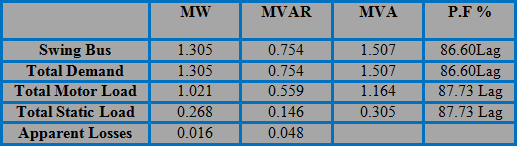 MW MVAR MVA P.F %
Swing Bus 1.305 0.754 1.507 86.60Lag
Total Demand 1.305 0.754 1.507 86.60Lag
Total Motor Load 1.021 0.559 1.164 87.73 Lag
Total Static Load 0.268 0.146 0.305 87.73 Lag
Apparent Losses 0.016 0.048